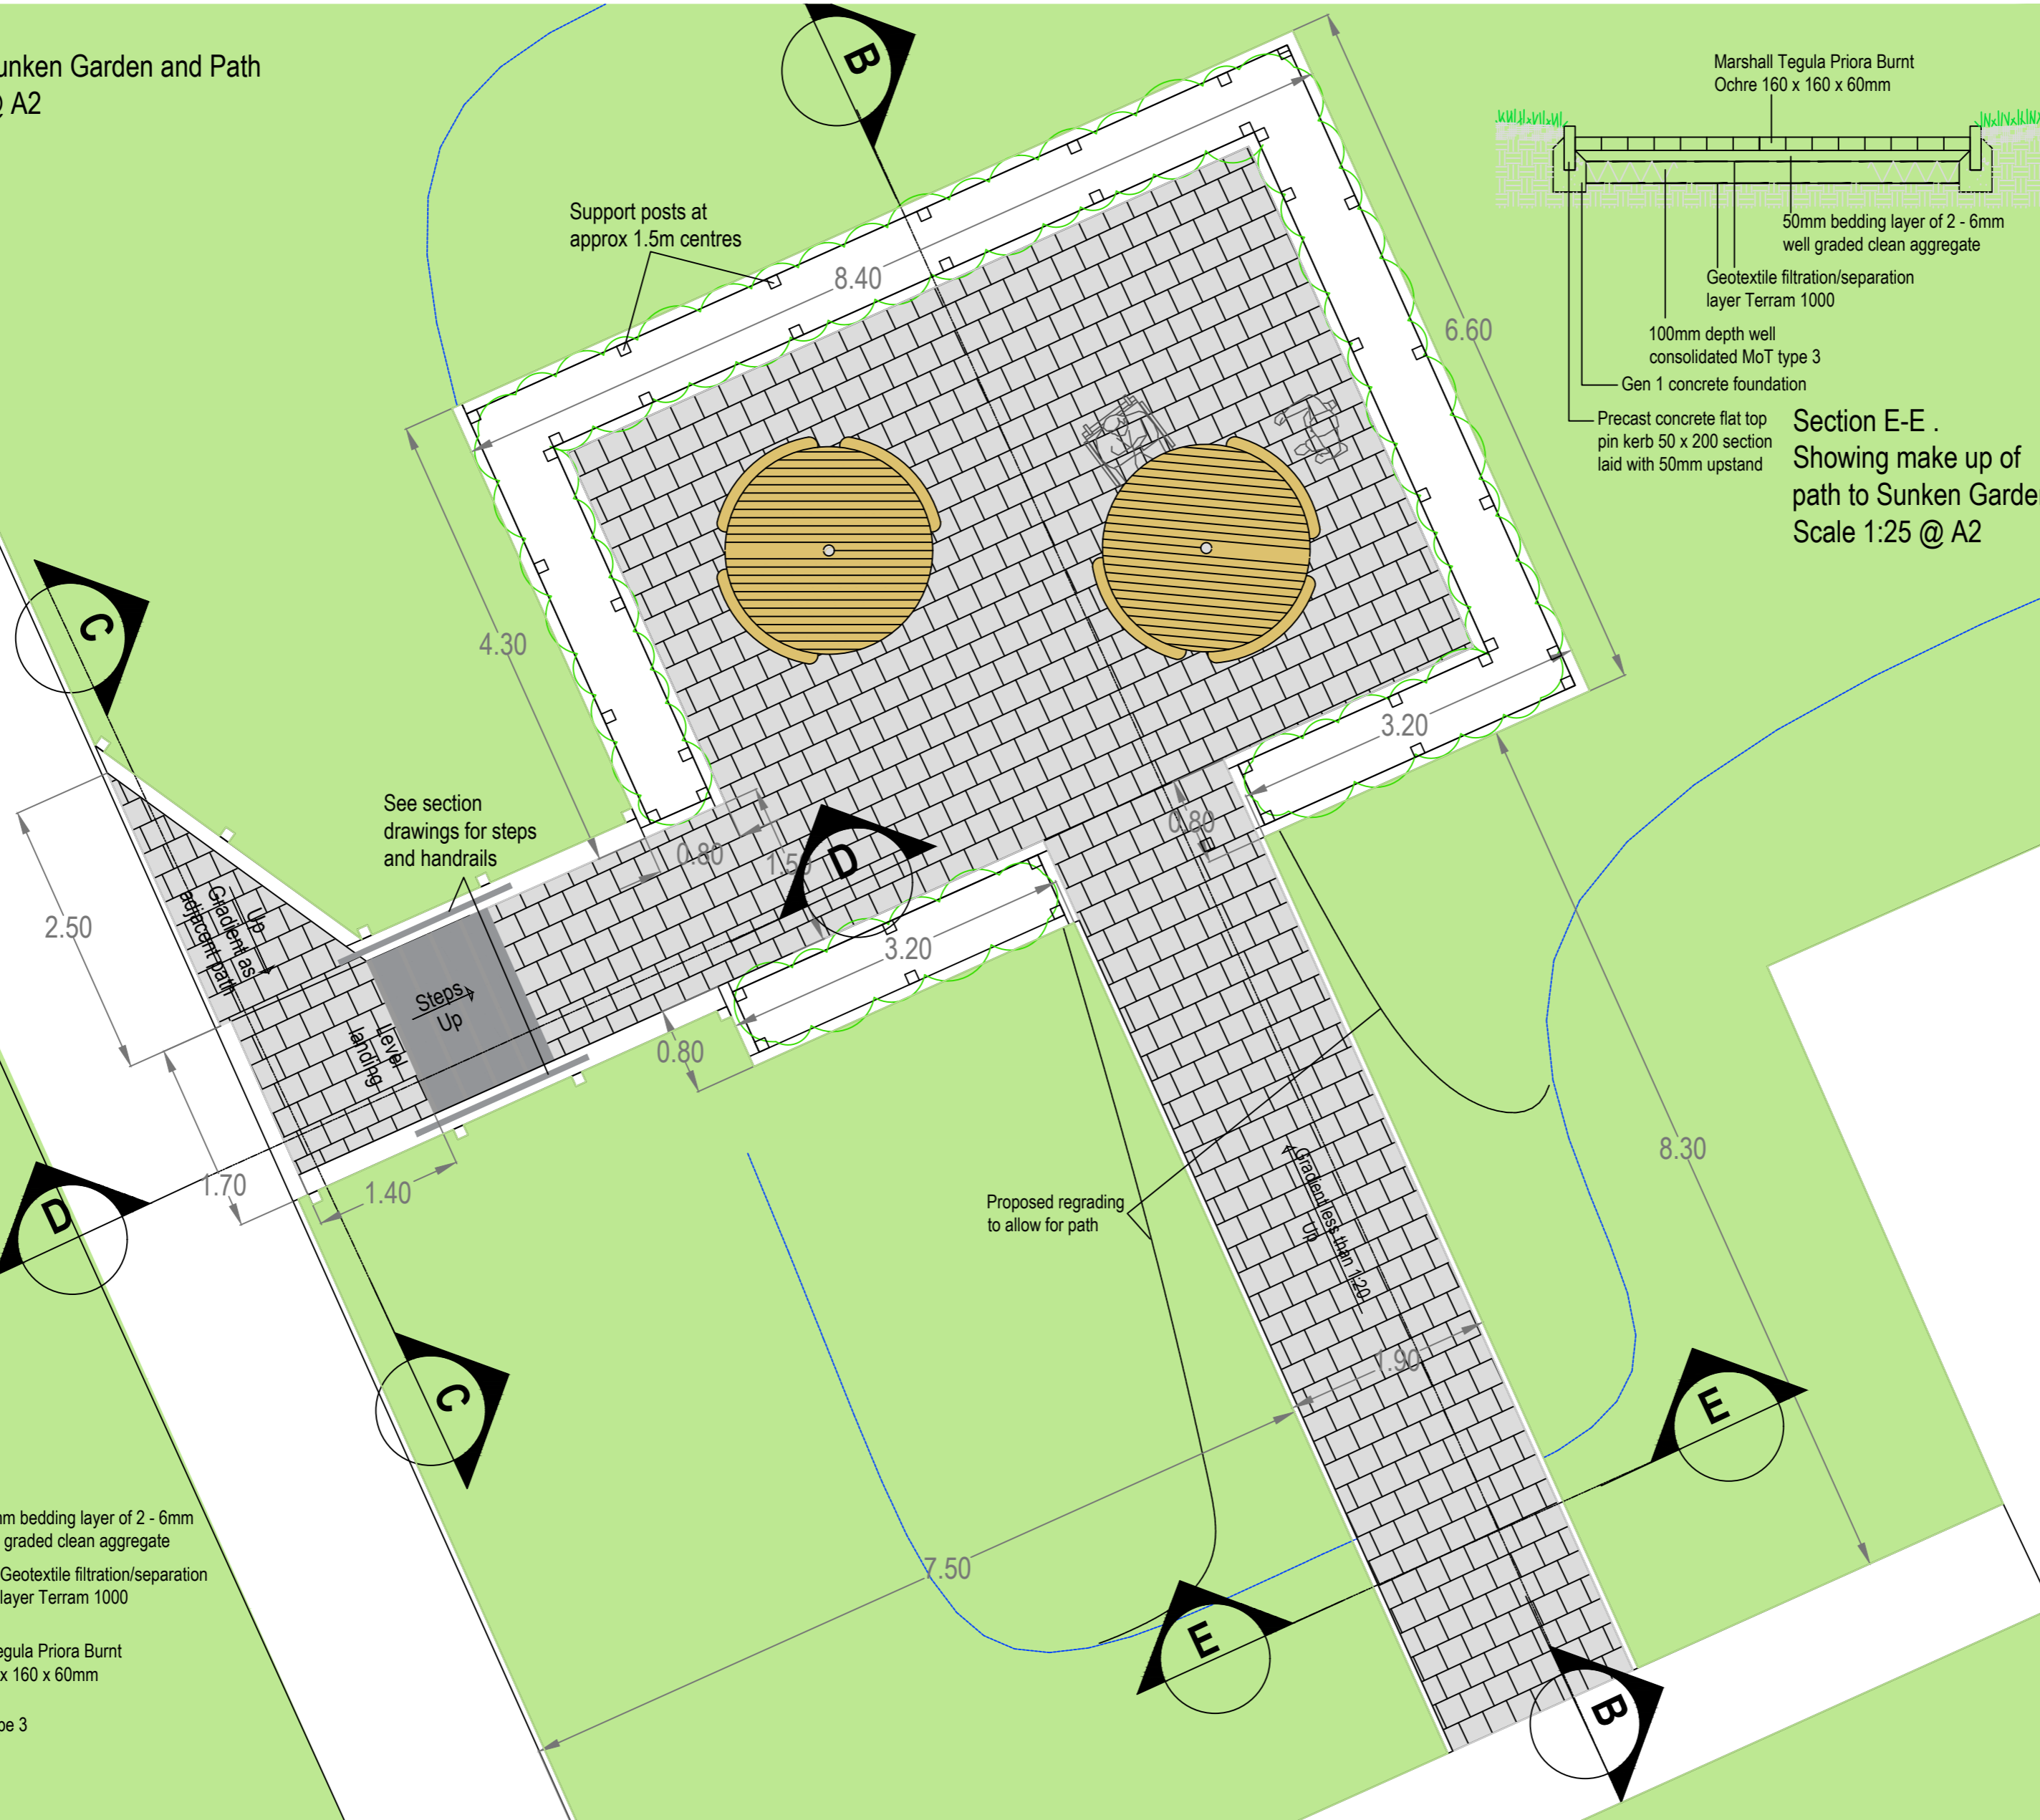 unken Garden and Path
@ A2
B
Marshall Tegula Priora Burnt
Ochre 160 x 160 x 60mm
50mm bedding layer of 2 - 6mm
well graded clean aggregate
Geotextile filtration/separation
layer Terram 1000
100mm depth well
consolidated MoT type 3
Gen 1 concrete foundation
Precast concrete flat top
pin kerb 50 x 200 section
laid with 50mm upstand
Section E-E .
Showing make up of
path to Sunken Garde
Scale 1:25 @ A2
Support posts at
approx 1.5m centres
8.40
6.60
4.30
3.20
C
See section
drawings for steps
and handrails
0.80
1.50
0.80
D
3.20
2.50
Up
Gradient as
adjacent path
Steps
Up
Level
landing
0.80
1.70
1.40
D
8.30
Proposed regrading
to allow for path
Gradient less than 1:20
Up
1.90
C
E
7.50
E
B
m bedding layer of 2 - 6mm
graded clean aggregate
Geotextile filtration/separation
layer Terram 1000
egula Priora Burnt
x 160 x 60mm
pe 3